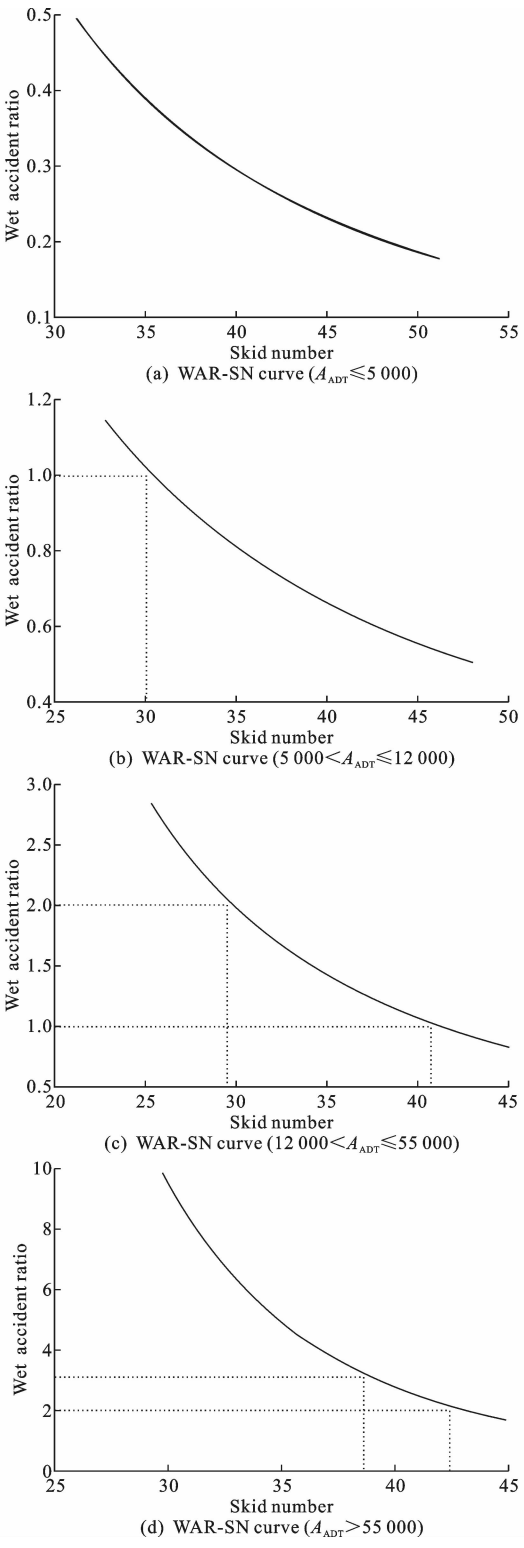 0.5
0.4
0.3
0.2
0.1
Wet accident ratio
30 35 40 45 50 55
Skid number
(a) WAR-SN curve (A_ADT≤5 000)
1.2
1.0
0.8
0.6
0.4
Wet accident ratio
25 30 35 40 45 50
Skid number
(b) WAR-SN curve (5 000<A_ADT≤12 000)
3.0
2.5
2.0
1.5
1.0
0.5
Wet accident ratio
20 25 30 35 40 45
Skid number
(c) WAR-SN curve (12 000<A_ADT≤55 000)
10
8
6
4
2
0
Wet accident ratio
25 30 35 40 45
Skid number
(d) WAR-SN curve (A_ADT>55 000)